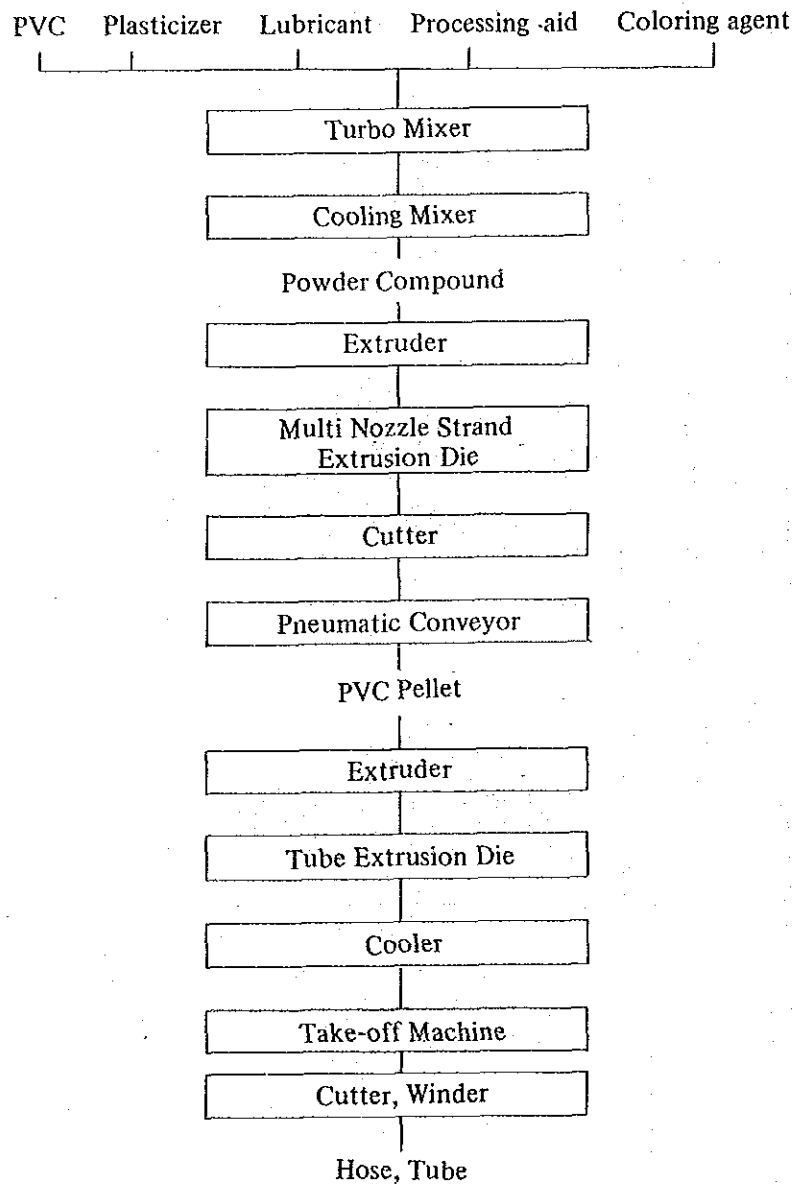 PVC Plasticizer Lubricant Processing aid Coloring agent
Turbo Mixer
Cooling Mixer
Powder Compound
Extruder
Multi Nozzle Strand
Extrusion Die
Cutter
Pneumatic Conveyor
PVC Pellet
Extruder
Tube Extrusion Die
Cooler
Take-off Machine
Cutter, Winder
Hose, Tube